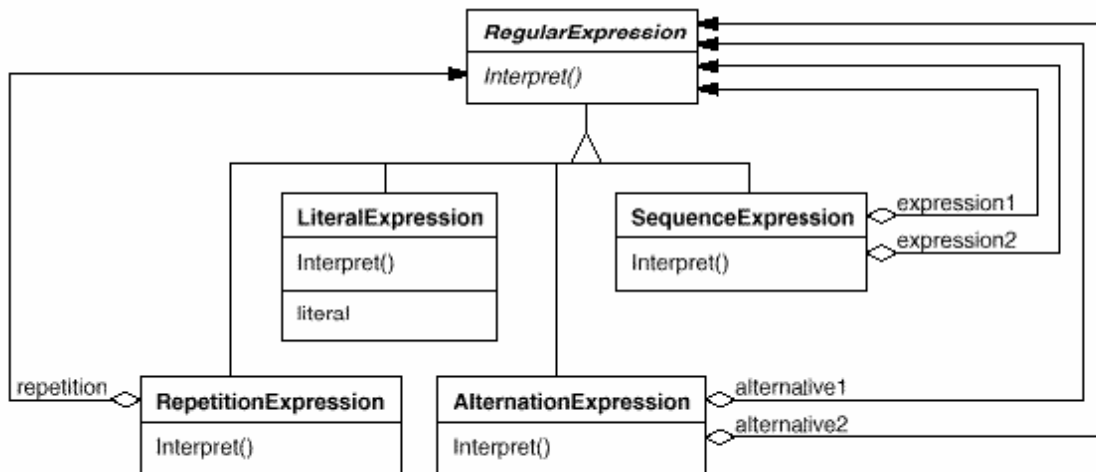 RegularExpression
Interpret()
LiteralExpression
Interpret()
literal
SequenceExpression
Interpret()
expression1
expression2
repetition
RepetitionExpression
Interpret()
AlternationExpression
Interpret()
alternative1
alternative2